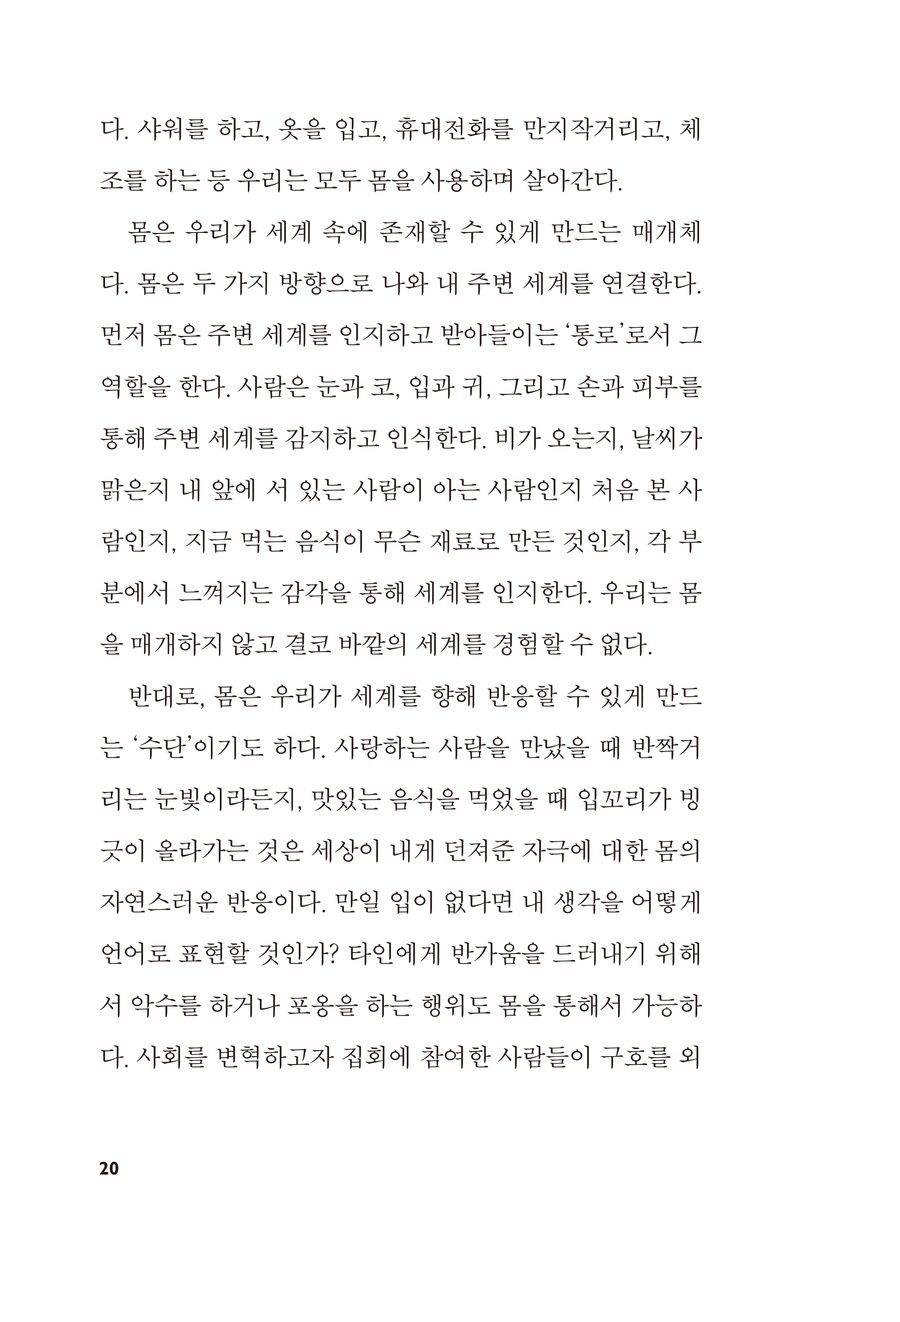 다. 샤워를 하고, 옷을 입고, 휴대전화를 만지작거리고, 체
조를 하는 등 우리는 모두 몸을 사용하며 살아간다.
몸은 우리가 세계 속에 존재할 수 있게 만드는 매개체
다. 몸은 두 가지 방향으로 나와 내 주변 세계를 연결한다.
먼저 몸은 주변 세계를 인지하고 받아들이는 ‘통로’로서 그
역할을 한다. 사람은 눈과 코, 입과 귀, 그리고 손과 피부를
통해 주변 세계를 감지하고 인식한다. 비가 오는지, 날씨가
맑은지 내 앞에 서 있는 사람이 아는 사람인지 처음 본 사
람인지, 지금 먹는 음식이 무슨 재료로 만든 것인지, 각 부
분에서 느껴지는 감각을 통해 세계를 인지한다. 우리는 몸
을 매개하지 않고 결코 바깥의 세계를 경험할 수 없다.
반대로, 몸은 우리가 세계를 향해 반응할 수 있게 만드
는 ‘수단’이기도 하다. 사랑하는 사람을 만났을 때 반짝거
리는 눈빛이라든지, 맛있는 음식을 먹었을 때 입꼬리가 빙
긋이 올라가는 것은 세상이 내게 던져준 자극에 대한 몸의
자연스러운 반응이다. 만일 입이 없다면 내 생각을 어떻게
언어로 표현할 것인가? 타인에게 반가움을 드러내기 위해
서 악수를 하거나 포옹을 하는 행위도 몸을 통해서 가능하
다. 사회를 변혁하고자 집회에 참여한 사람들이 구호를 외
20